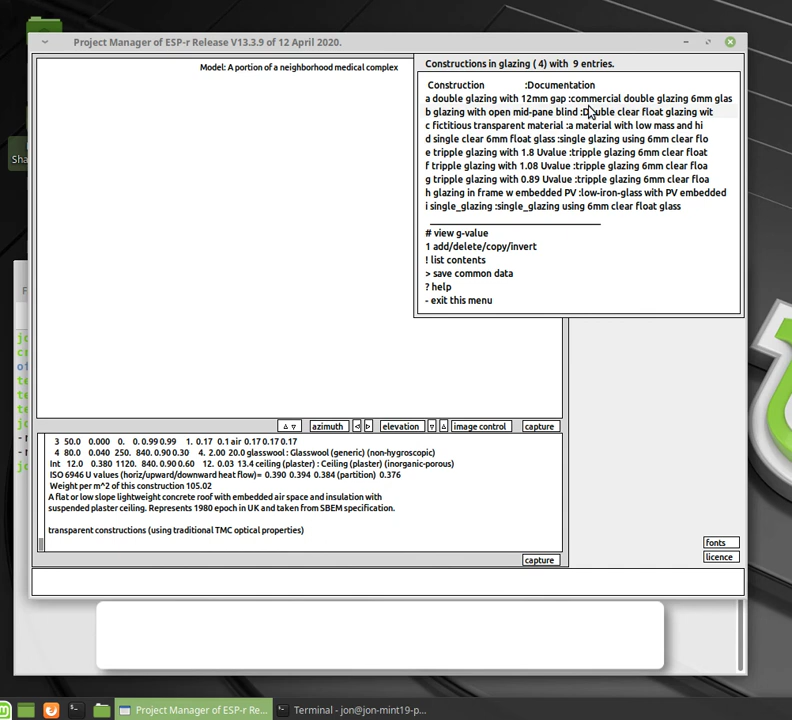 Project Manager of ESP-r Release V13.3.9 of 12 April 2020.
Model: A portion of a neighborhood medical complex
Constructions in glazing ( 4) with 9 entries.
Construction :Documentation
a double glazing with 12mm gap :commercial double glazing 6mm glas
b glazing with open mid-pane blind :Double clear float glazing wit
c fictitious transparent material :a material with low mass and hi
d single clear 6mm float glass :single glazing using 6mm clear flo
e tripple glazing with 1.8 Uvalue :tripple glazing 6mm clear float
f tripple glazing with 1.08 Uvalue :tripple glazing 6mm clear floa
g tripple glazing with 0.89 Uvalue :tripple glazing 6mm clear floa
h glazing in frame w embedded PV :low-iron-glass with PV embedded
i single_glazing :single_glazing using 6mm clear float glass
# view g-value
1 add/delete/copy/invert
! list contents
> save common data
? help
- exit this menu
Sha
azimuth
elevation
image control
capture
3 50.0 0.000 0. 0. 0.99 0.99 1. 0.17 0.1 air 0.17 0.17 0.17
4 80.0 0.040 250. 840. 0.90 0.30 4. 2.00 20.0 glasswool : Glasswool (generic) (non-hygroscopic)
Int 12.0 0.380 1120. 840. 0.90 0.60 12. 0.03 13.4 ceiling (plaster) : Ceiling (plaster) (inorganic-porous)
ISO 6946 U values (horiz/upward/downward heat flow)= 0.390 0.394 0.384 (partition) 0.376
Weight per m^2 of this construction 105.02
A flat or low slope lightweight concrete roof with embedded air space and insulation with
suspended plaster ceiling. Represents 1980 epoch in UK and taken from SBEM specification.
transparent constructions (using traditional TMC optical properties)
fonts
capture
licence
Project Manager of ESP-r Re...
Terminal - jon@jon-mint19-p...